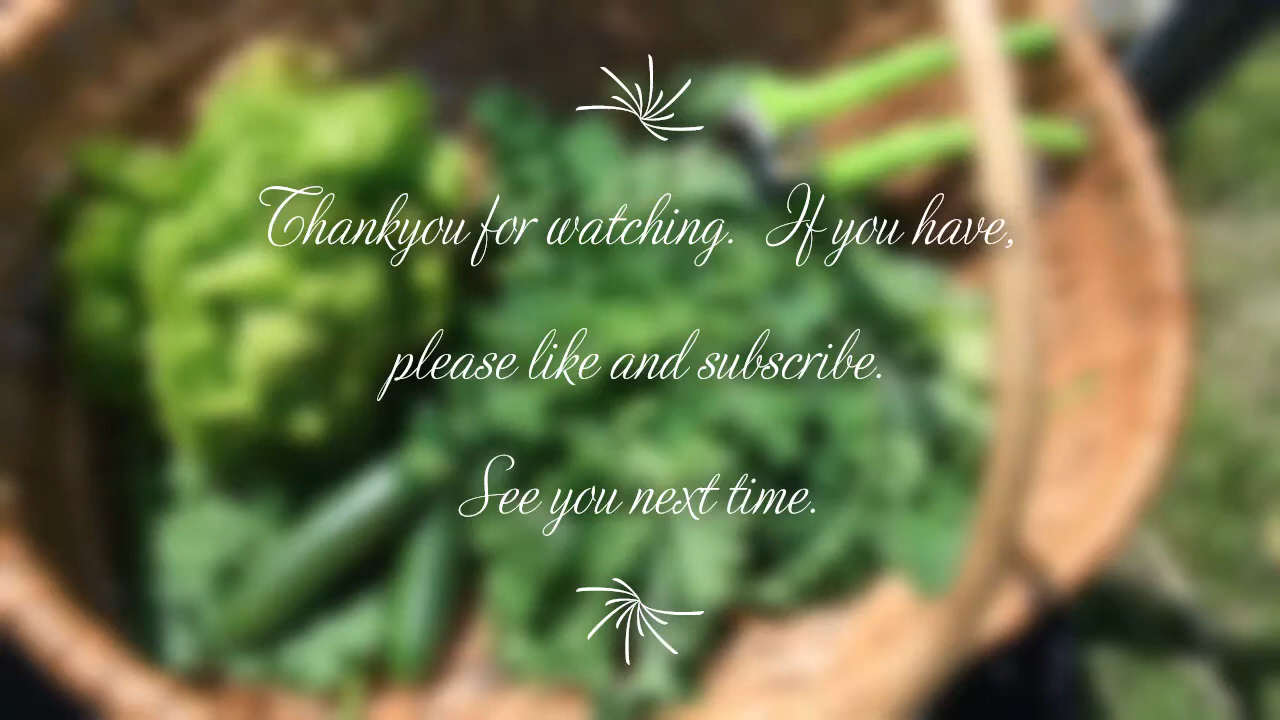 Thankyou for watching. If you have,
please like and subscribe.
See you next time.